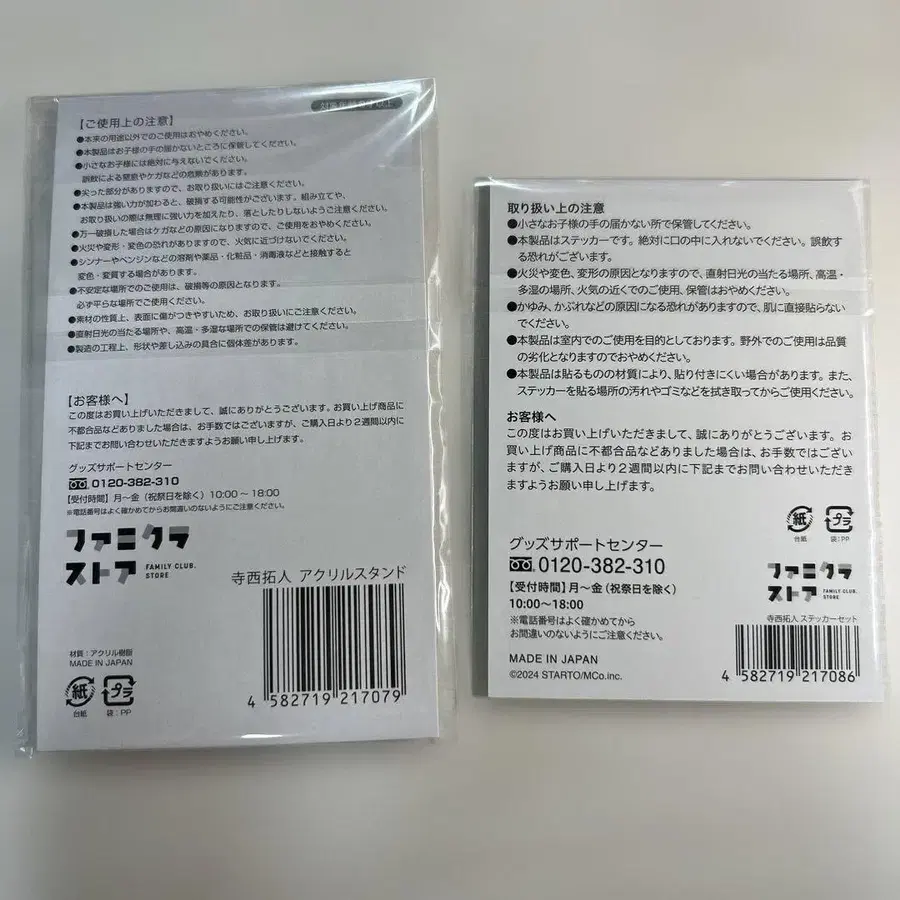 【ご使用上の注意】
●本来の用途以外でのご使用はおやめください。
●本製品はお子様の手の届かないところに保管してください。
●小さなお子様には絶対に与えないでください。
誤飲による窒息やケガなどの危険があります。
●尖った部分がありますので、お取り扱いにはご注意ください。
●本製品は強い力が加わると、破損する可能性がございます。組み立てや、
お取り扱いの際は無理に強い力を加えたり、落としたりしないようご注意ください。
●万一破損した場合はケガなどの原因になりますので、ご使用をおやめください。
●火災や変形・変色の恐れがありますので、火気に近づけないでください。
●シンナーやベンジンなどの溶剤や薬品・化粧品・消毒液などと接触すると
変色・変質する場合があります。
●不安定な場所でのご使用は、破損等の原因となります。
必ず平らな場所でご使用ください。
●素材の性質上、表面に傷がつきやすいため、お取り扱いにご注意ください。
●直射日光の当たる場所や、高温・多湿な場所での保管は避けてください。
●製造の工程上、形状や差し込みの具合に個体差があります。
【お客様へ】
この度はお買い上げいただきまして、誠にありがとうございます。お買い上げ商品に
不都合品などありました場合は、お手数ではございますが、ご購入日より2週間以内に
下記までお問い合わせいただきますようお願い申し上げます。
グッズサポートセンター
0120-382-310
【受付時間】月〜金（祝祭日を除く）10:00〜18:00
※電話番号はよく確かめてからお間違いのないようにご注意ください。
ファミクラ
ストア FAMILY CLUB. STORE
寺西拓人 アクリルスタンド
材質：アクリル樹脂
MADE IN JAPAN
紙 プラ
台紙 袋：PP
4 582719 217079
取り扱い上の注意
●小さなお子様の手の届かない所で保管してください。
●本製品はステッカーです。絶対に口の中に入れないでください。誤飲す
る恐れがございます。
●火災や変色、変形の原因となりますので、直射日光の当たる場所、高温・
多湿の場所、火気の近くでのご使用、保管はおやめください。
●かゆみ、かぶれなどの原因になる恐れがありますので、肌に直接貼らない
でください。
●本製品は室内でのご使用を目的としております。野外でのご使用は品質
の劣化となりますのでおやめください。
●本製品は貼るものの材質により、貼り付きにくい場合があります。また、
ステッカーを貼る場所の汚れやゴミなどを拭き取ってからご使用ください。
お客様へ
この度はお買い上げいただきまして、誠にありがとうございます。お
買い上げ商品に不都合品などありました場合は、お手数ではござい
ますが、ご購入日より2週間以内に下記までお問い合わせいただき
ますようお願い申し上げます。
紙 プラ
台紙 袋：PP
グッズサポートセンター
0120-382-310
【受付時間】月〜金（祝祭日を除く）
10:00〜18:00
※電話番号はよく確かめてから
お間違いのないようにご注意ください。
MADE IN JAPAN
©2024 STARTO/MCo.inc.
ファミクラ
ストア FAMILY CLUB. STORE
寺西拓人 ステッカーセット
4 582719 217086